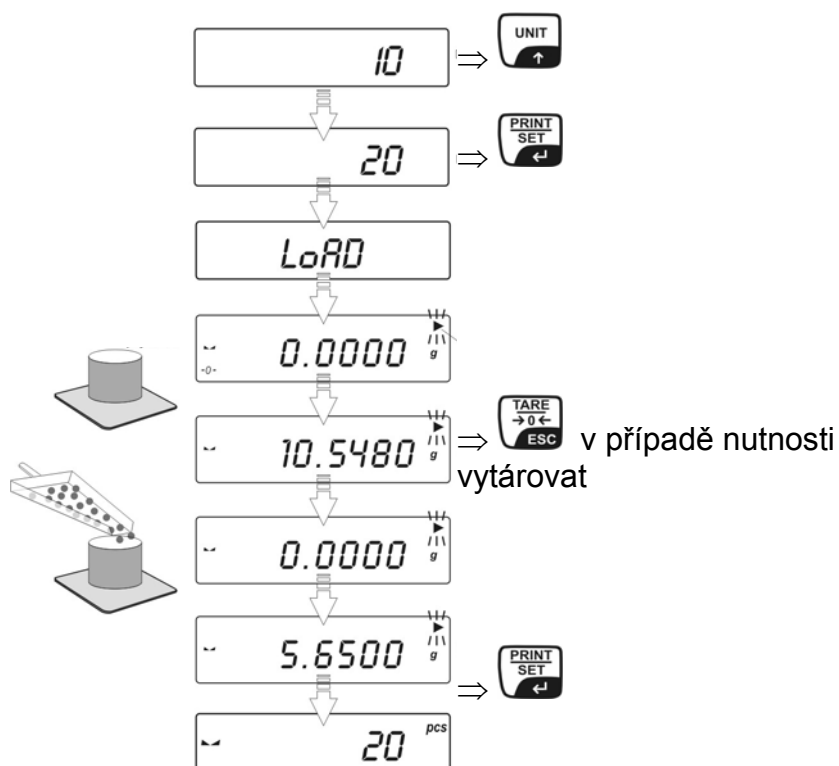 10 ⇒ UNIT ↑
20 ⇒ PRINT
SET ↵
LoAD
-0- 0.0000 g
10.5480 g ⇒ TARE
→0← ESC v případě nutnosti
vytárovat
0.0000 g
5.6500 g
⇒ PRINT
SET ↵
20 pcs